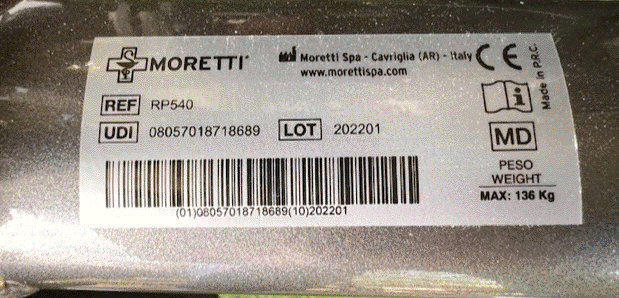 MORETTI
Moretti Spa - Cavriglia (AR) - Italy
www.morettispa.com
CE
Made in P.R.C.
REF RP540
UDI 08057018718689 LOT 202201
MD
(01)08057018718689(10)202201
PESO
WEIGHT
MAX: 136 Kg